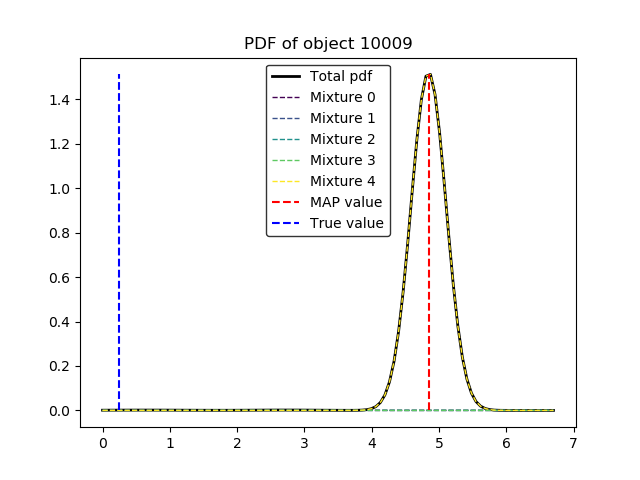 PDF of object 10009
Total pdf
Mixture 0
Mixture 1
Mixture 2
Mixture 3
Mixture 4
MAP value
True value
1.4
1.2
1.0
0.8
0.6
0.4
0.2
0.0
0 1 2 3 4 5 6 7